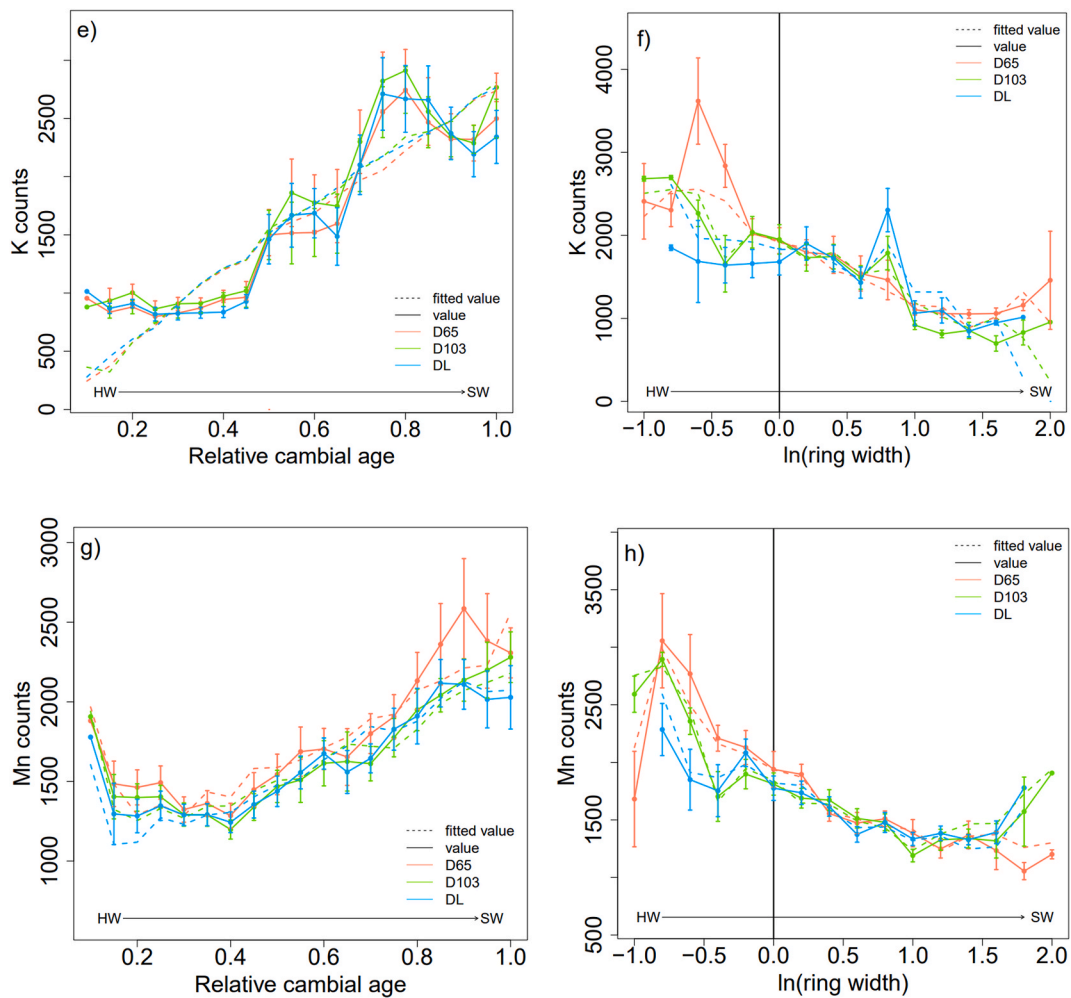 e)
K counts
0
500
1500
2500
fitted value
value
D65
D103
DL
HW
SW
0.2
0.4
0.6
0.8
1.0
Relative cambial age
f)
K counts
0
1000
2000
3000
4000
fitted value
value
D65
D103
DL
HW
SW
−1.0
−0.5
0.0
0.5
1.0
1.5
2.0
ln(ring width)
g)
Mn counts
1000
1500
2000
2500
3000
fitted value
value
D65
D103
DL
HW
SW
0.2
0.4
0.6
0.8
1.0
Relative cambial age
h)
Mn counts
500
1500
2500
3500
fitted value
value
D65
D103
DL
HW
SW
−1.0
−0.5
0.0
0.5
1.0
1.5
2.0
ln(ring width)